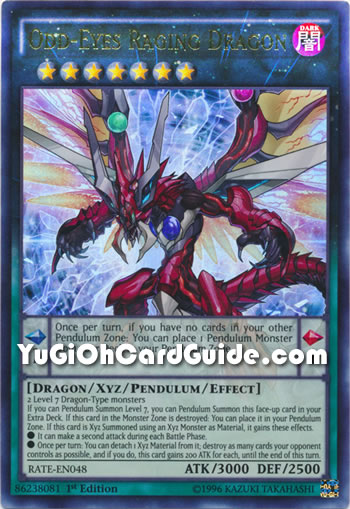 ODD-EYES RAGING DRAGON
DARK
闇
Once per turn, if you have no cards in your other
Pendulum Zone: You can place 1 Pendulum Monster
your Pendulum
YuGiOhCardGuide.com
[DRAGON/XYZ/PENDULUM/EFFECT]
2 Level 7 Dragon-Type monsters
If you can Pendulum Summon Level 7, you can Pendulum Summon this face-up card in your
Extra Deck. If this card in the Monster Zone is destroyed: You can place it in your Pendulum
Zone. If this card is Xyz Summoned using an Xyz Monster as Material, it gains these effects.
● It can make a second attack during each Battle Phase.
● Once per turn: You can detach 1 Xyz Material from it; destroy as many cards your opponent
controls as possible, and if you do, this card gains 200 ATK for each, until the end of this turn.
RATE-EN048
ATK/3000 DEF/2500
86238081 1st Edition
©1996 KAZUKI TAKAHASHI